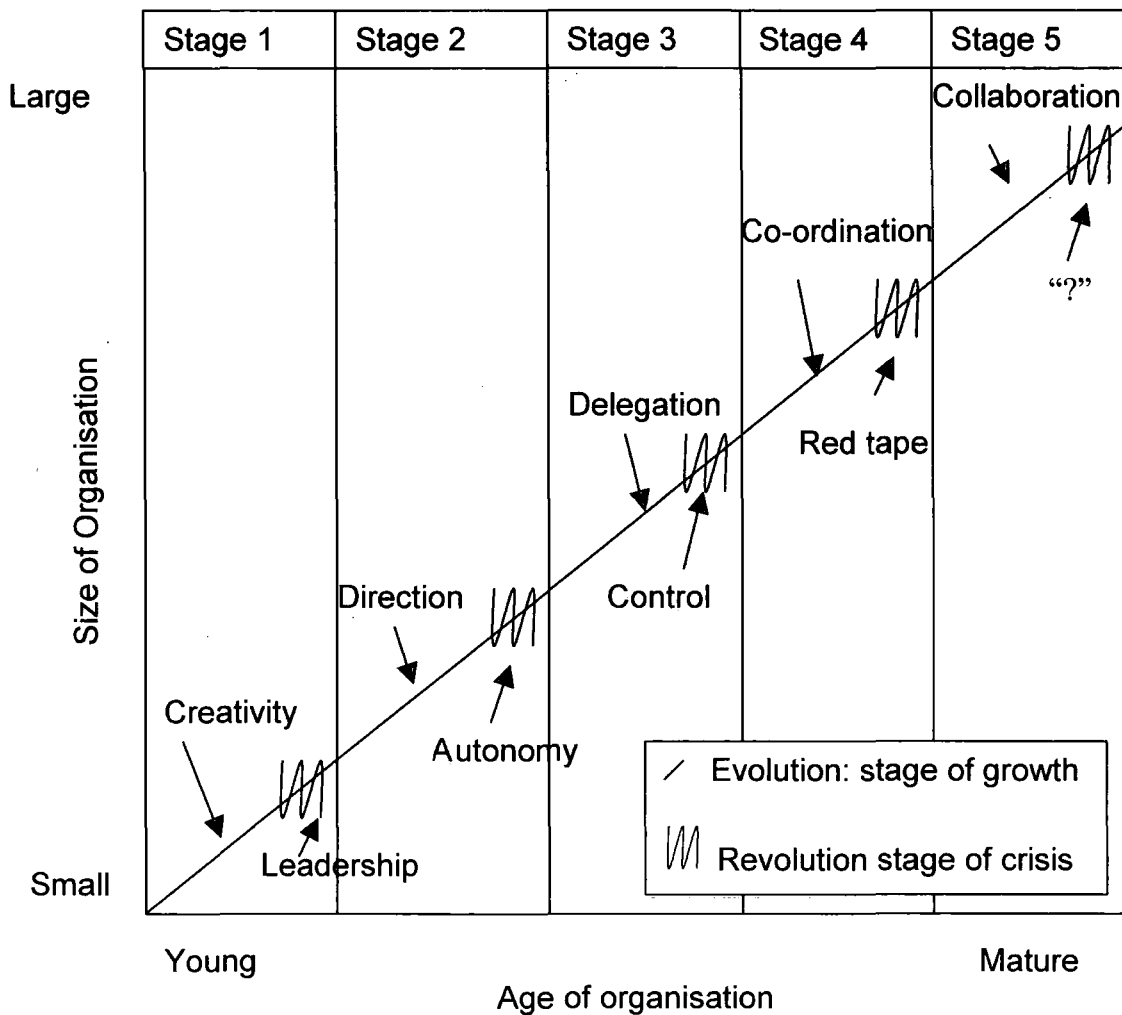 Stage 1
Stage 2
Stage 3
Stage 4
Stage 5
Large
Collaboration
Co-ordination
“?”
Delegation
Red tape
Size of Organisation
Direction
Control
Creativity
Autonomy
Evolution: stage of growth
Leadership
Revolution stage of crisis
Small
Young
Mature
Age of organisation